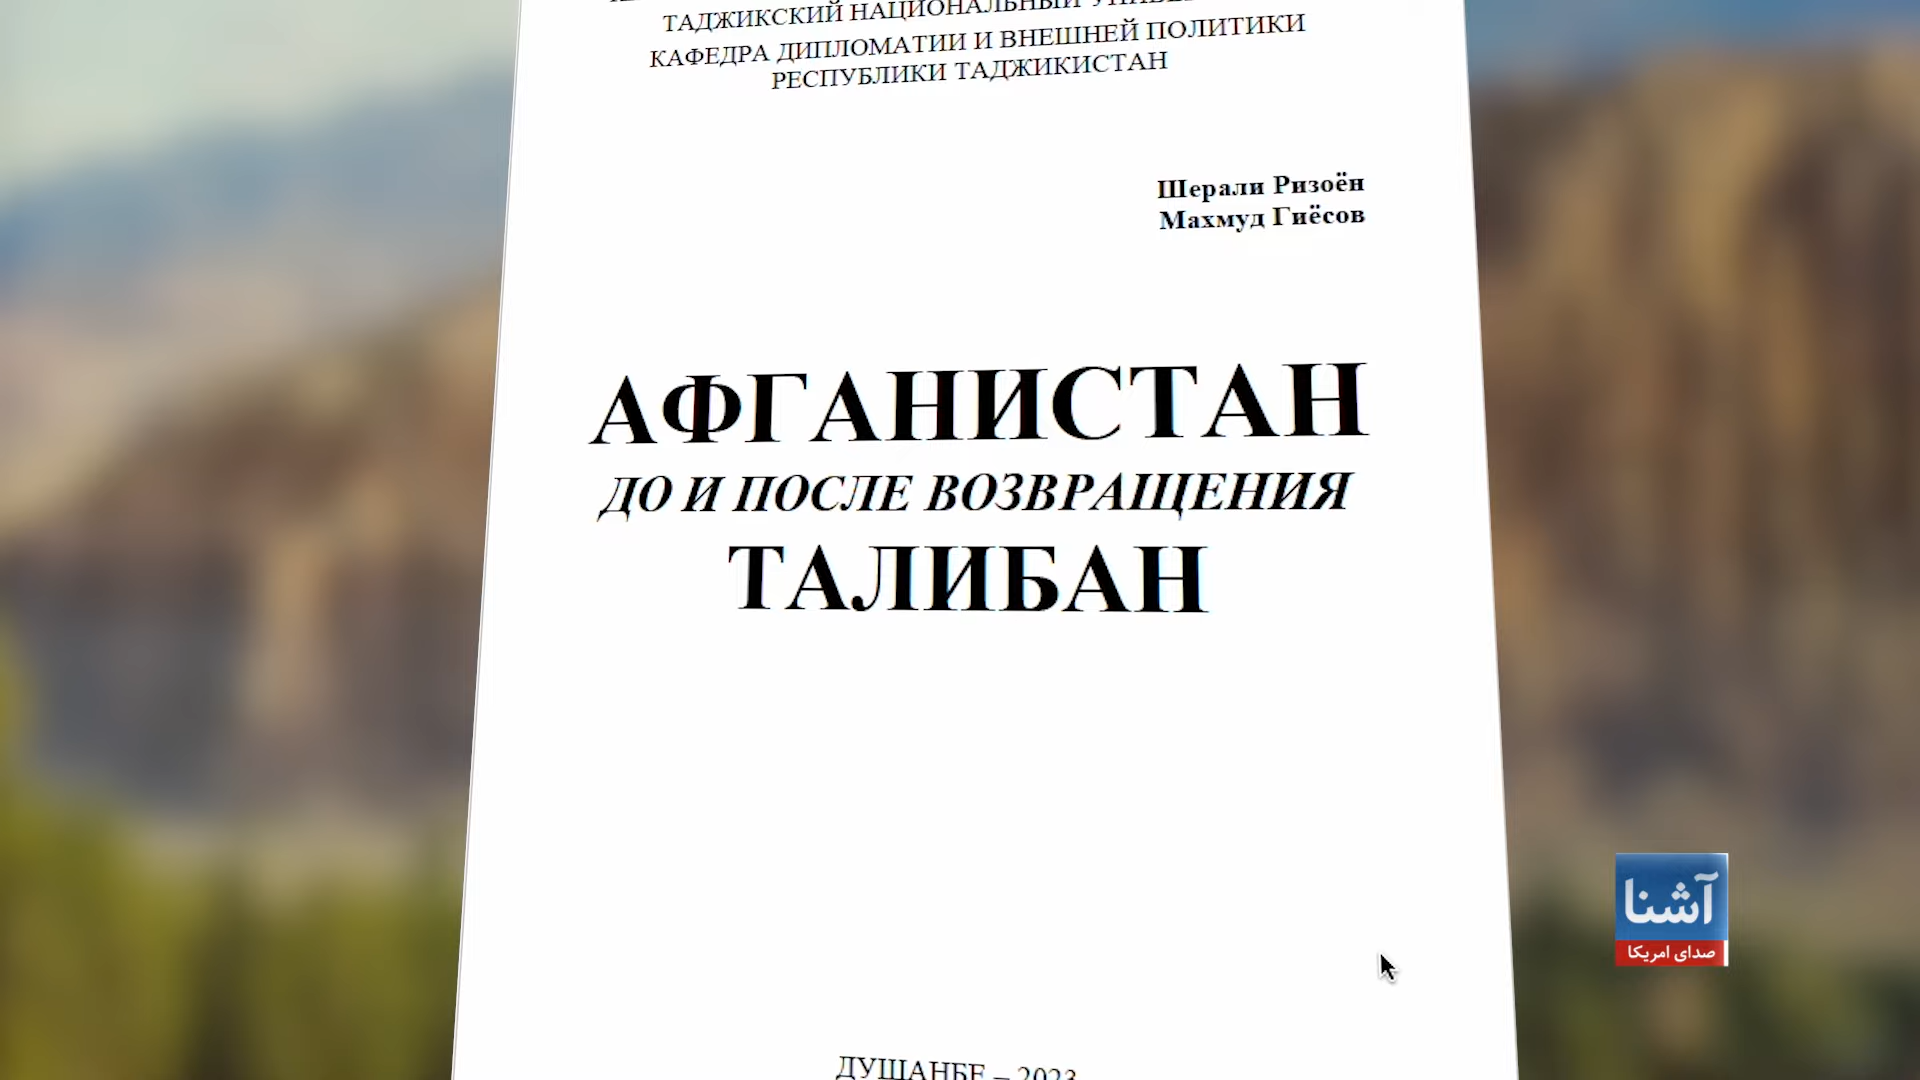 ТАДЖИКСКИЙ НАЦИОНАЛЬНЫЙ
КАФЕДРА ДИПЛОМАТИИ И ВНЕШНЕЙ ПОЛИТИКИ
РЕСПУБЛИКИ ТАДЖИКИСТАН
Шерали Ризоён
Махмуд Гиёсов
АФГАНИСТАН
ДО И ПОСЛЕ ВОЗВРАЩЕНИЯ
ТАЛИБАН
آشنا
صدای امریکا
ДУШАНБЕ – 2023